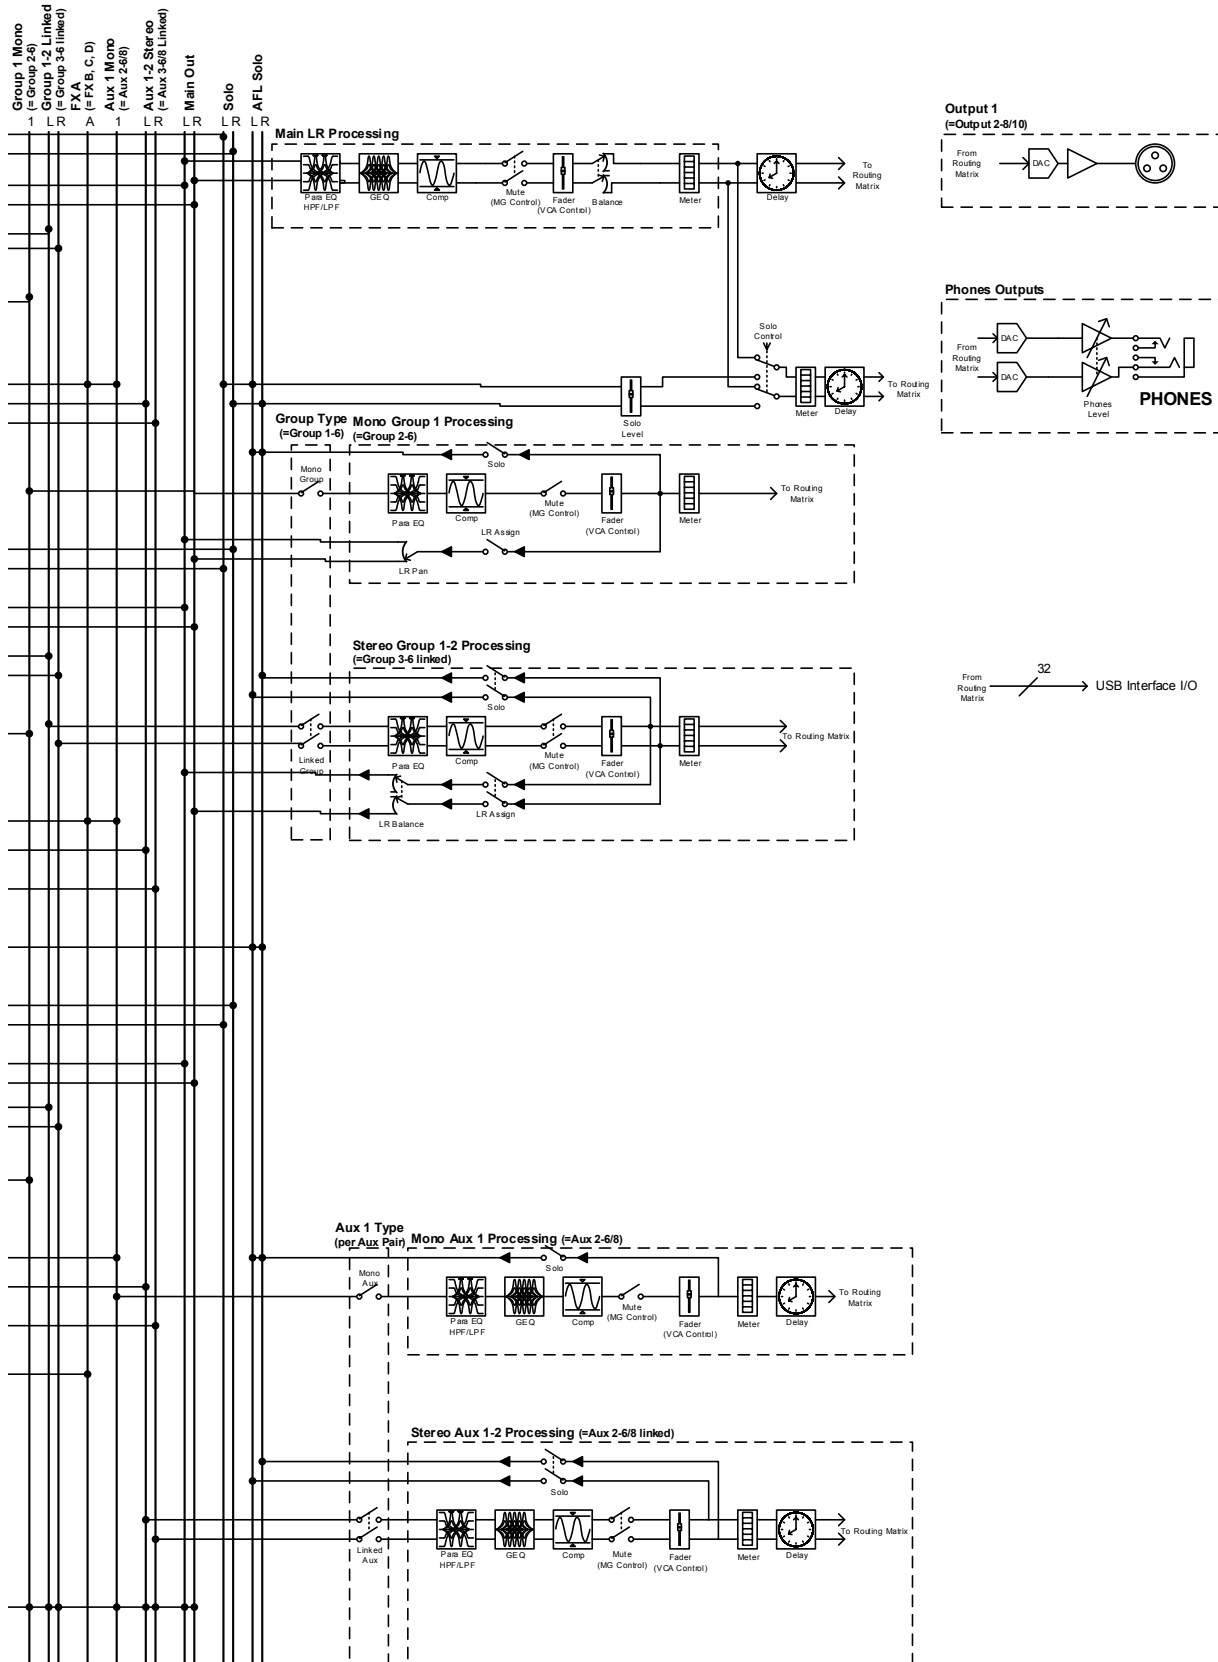 Group 1 Mono
(= Group 2-6)
Group 1-2 Linked
(= Group 3-6 linked)
FX A
(= FX B, C, D)
Aux 1 Mono
(= Aux 2-6/8)
Aux 1-2 Stereo
(= Aux 3-6/8 Linked)
Main Out
Solo
AFL Solo
1 L R A 1 L R L R L R L R
Main LR Processing
Para EQ
HPF/LPF
GEQ
Comp
Mute
(MG Control)
Fader
(VCA Control)
Balance
Meter
Delay
To
Routing
Matrix
Output 1
(=Output 2-8/10)
From
Routing
Matrix
DAC
Phones Outputs
From
Routing
Matrix
DAC
DAC
Phones
Level
PHONES
Solo
Control
Solo
Level
Meter
Delay
To Routing
Matrix
Group Type
(=Group 1-6)
Mono
Group
Mono Group 1 Processing
(=Group 2-6)
Solo
Para EQ
Comp
Mute
(MG Control)
Fader
(VCA Control)
Meter
To Routing
Matrix
LR Assign
LR Pan
Stereo Group 1-2 Processing
(=Group 3-6 linked)
Solo
Linked
Group
Para EQ
Comp
Mute
(MG Control)
Fader
(VCA Control)
Meter
To Routing Matrix
LR Balance
LR Assign
From
Routing
Matrix
32
USB Interface I/O
Aux 1 Type
(per Aux Pair)
Mono
Aux
Mono Aux 1 Processing (=Aux 2-6/8)
Solo
Para EQ
HPF/LPF
GEQ
Comp
Mute
(MG Control)
Fader
(VCA Control)
Meter
Delay
To Routing
Matrix
Stereo Aux 1-2 Processing (=Aux 2-6/8 linked)
Solo
Linked
Aux
Para EQ
HPF/LPF
GEQ
Comp
Mute
(MG Control)
Fader
(VCA Control)
Meter
Delay
To Routing Matrix